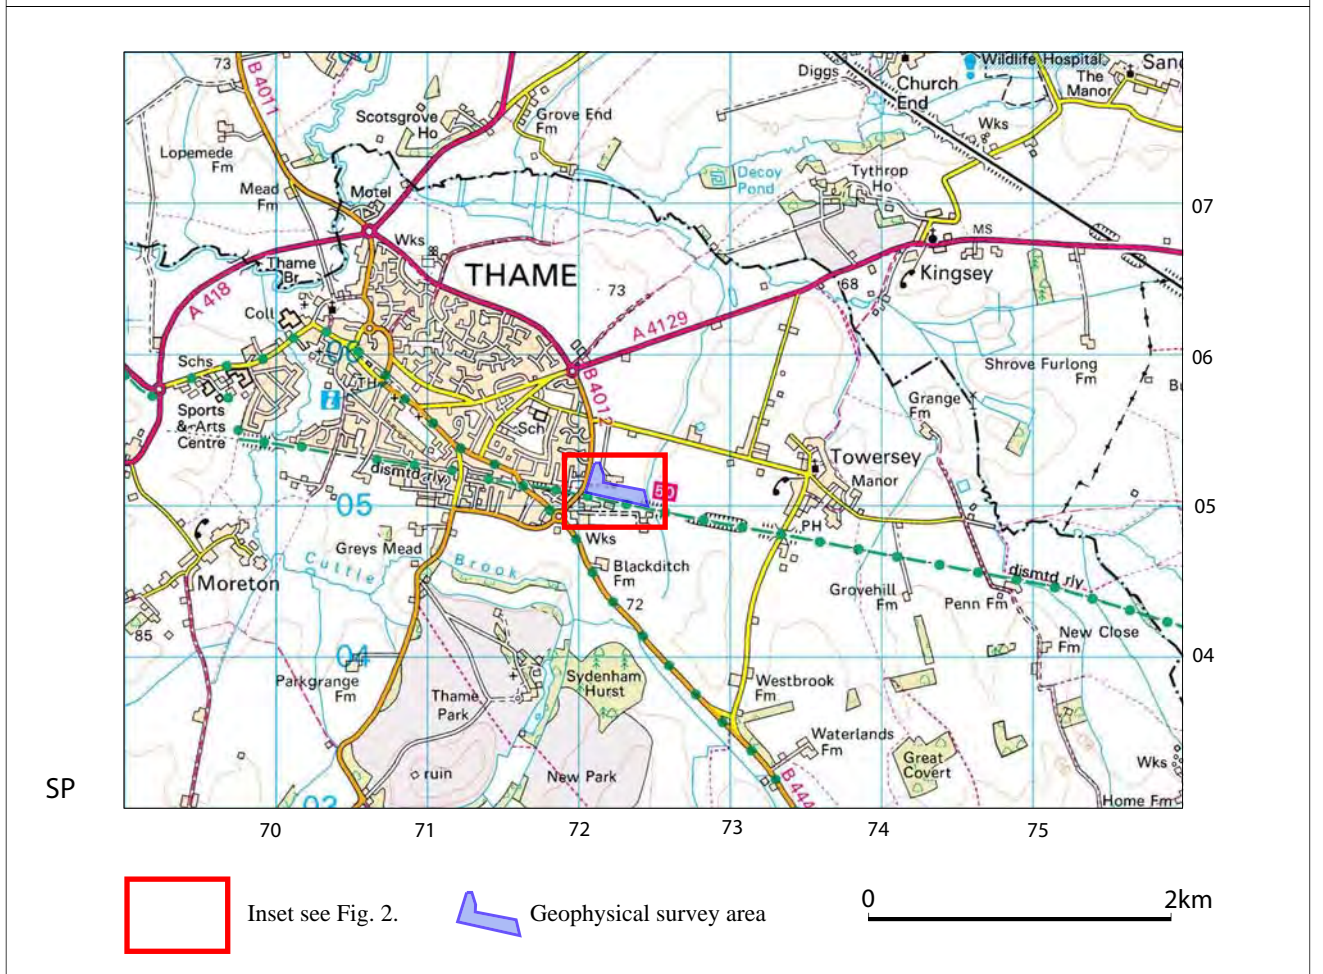 73
B 4011
Scotsgrove
Ho
Grove End
Fm
Diggs
Church
End
Wildlife Hospital
The
Manor
Wks
Lopemede
Fm
Mead
Fm
Motel
Decoy
Pond
Tythrop
Ho
07
Wks
MS
Thame
Br
THAME
Kingsey
A 418
73
68
Coll
A 4129
06
Schs
06
TH
Shrove Furlong
Fm
B 4012
Grange
Fm
Sports
& Arts
Centre
Sch
Towersey
Manor
dismtd rly
05
05
PH
Wks
Greys Mead
Cuttle Brook
Blackditch
Fm
Moreton
72
Grovehill
Fm
dismtd rly
Penn Fm
85
New Close
Fm
04
04
Parkgrange
Fm
Thame
Park
Sydenham
Hurst
Westbrook
Fm
Waterlands
Fm
Great
Covert
Wks
ruin
New Park
B 444
Home Fm
SP
70
71
72
73
74
75
Inset see Fig. 2.
Geophysical survey area
0
2km